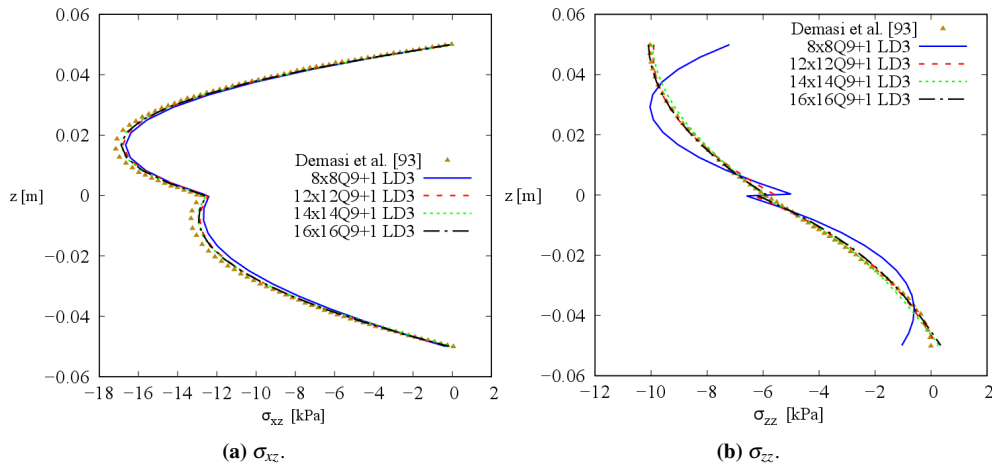 0.06
0.04
0.02
0
−0.02
−0.04
−0.06
z [m]
Demasi et al. [93]
8x8Q9+1 LD3
12x12Q9+1 LD3
14x14Q9+1 LD3
16x16Q9+1 LD3
−18 −16 −14 −12 −10 −8 −6 −4 −2 0 2
σxz [kPa]
(a) σxz.
0.06
0.04
0.02
0
−0.02
−0.04
−0.06
z [m]
Demasi et al. [93]
8x8Q9+1 LD3
12x12Q9+1 LD3
14x14Q9+1 LD3
16x16Q9+1 LD3
−12 −10 −8 −6 −4 −2 0 2
σzz [kPa]
(b) σzz.